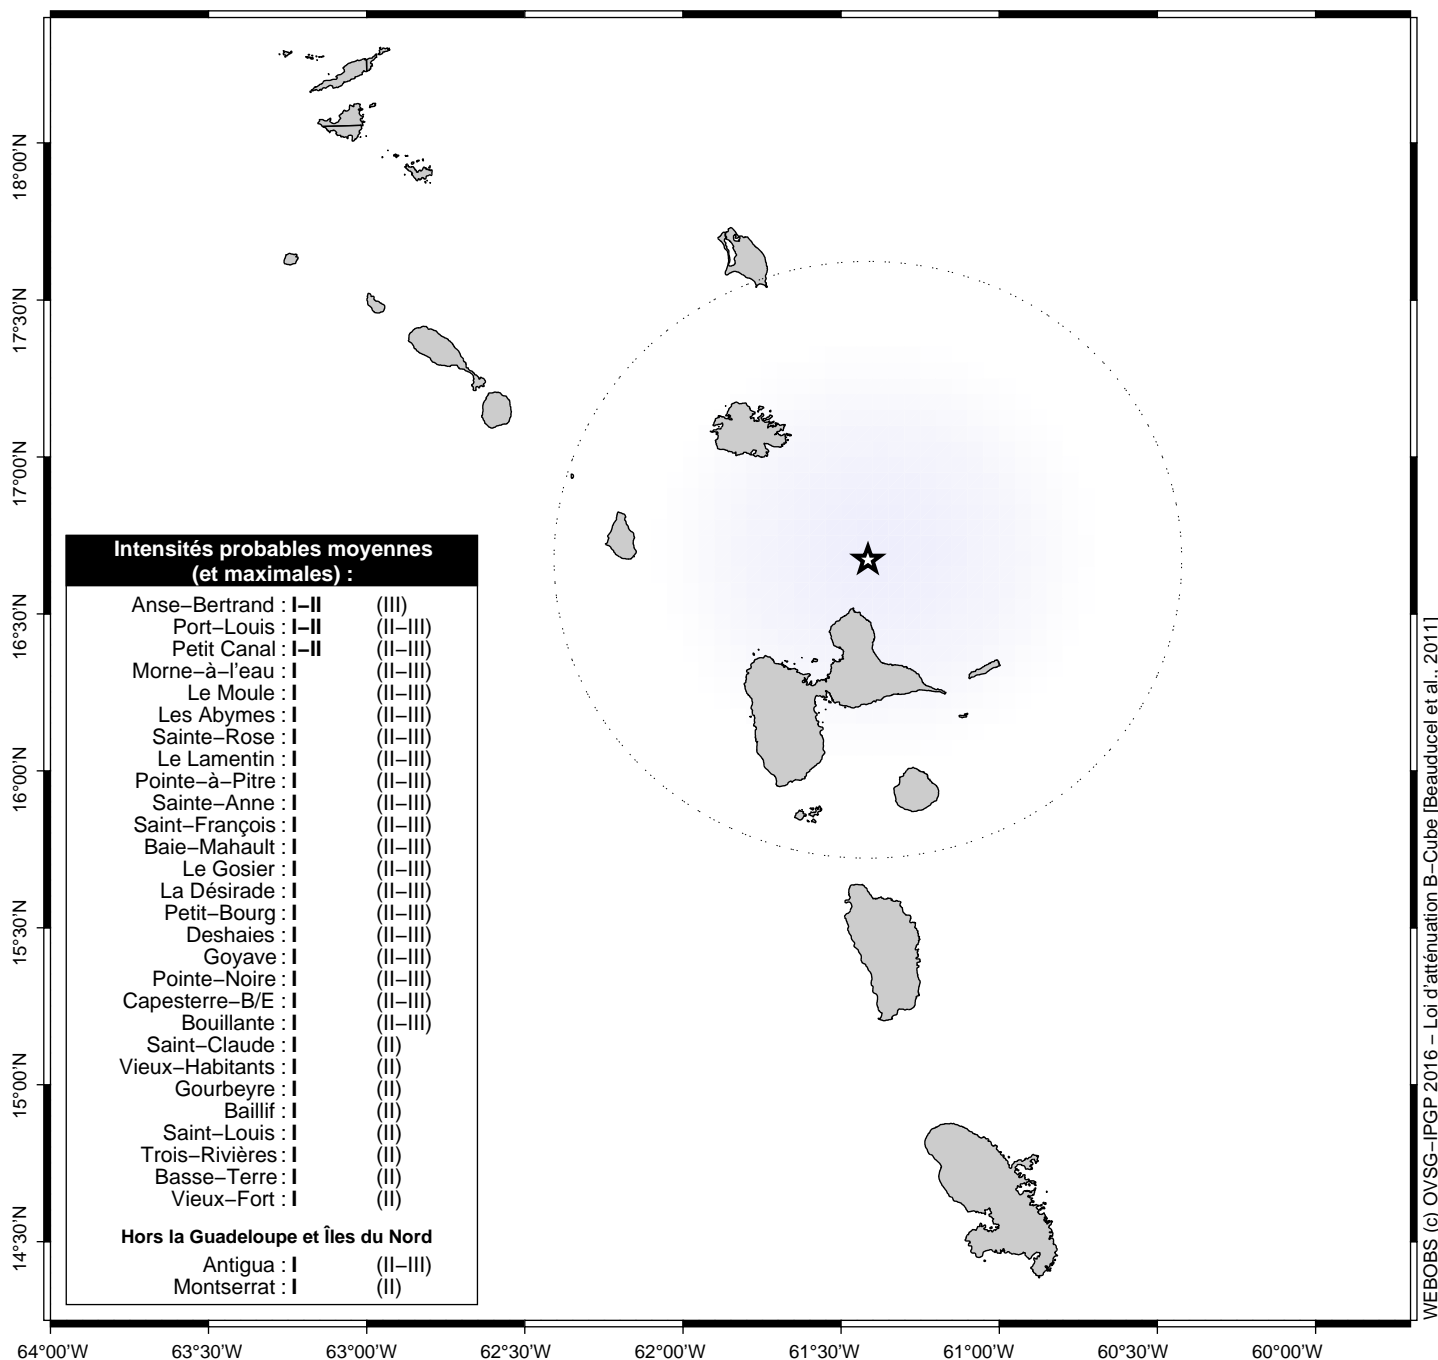 18°00'N
17°30'N
17°00'N
16°30'N
16°00'N
15°30'N
15°00'N
14°30'N
Intensités probables moyennes
(et maximales) :
Anse−Bertrand : I−II (III)
Port−Louis : I−II (II−III)
Petit Canal : I−II (II−III)
Morne−à−l'eau : I (II−III)
Le Moule : I (II−III)
Les Abymes : I (II−III)
Sainte−Rose : I (II−III)
Le Lamentin : I (II−III)
Pointe−à−Pitre : I (II−III)
Sainte−Anne : I (II−III)
Saint−François : I (II−III)
Baie−Mahault : I (II−III)
Le Gosier : I (II−III)
La Désirade : I (II−III)
Petit−Bourg : I (II−III)
Deshaies : I (II−III)
Goyave : I (II−III)
Pointe−Noire : I (II−III)
Capesterre−B/E : I (II−III)
Bouillante : I (II−III)
Saint−Claude : I (II)
Vieux−Habitants : I (II)
Gourbeyre : I (II)
Baillif : I (II)
Saint−Louis : I (II)
Trois−Rivières : I (II)
Basse−Terre : I (II)
Vieux−Fort : I (II)
Hors la Guadeloupe et Îles du Nord
Antigua : I (II−III)
Montserrat : I (II)
64°00'W 63°30'W 63°00'W 62°30'W 62°00'W 61°30'W 61°00'W 60°30'W 60°00'W
WEBOBS (c) OVSG−IPGP 2016 − Loi d'atténuation B−Cube [Beauducel et al., 2011]